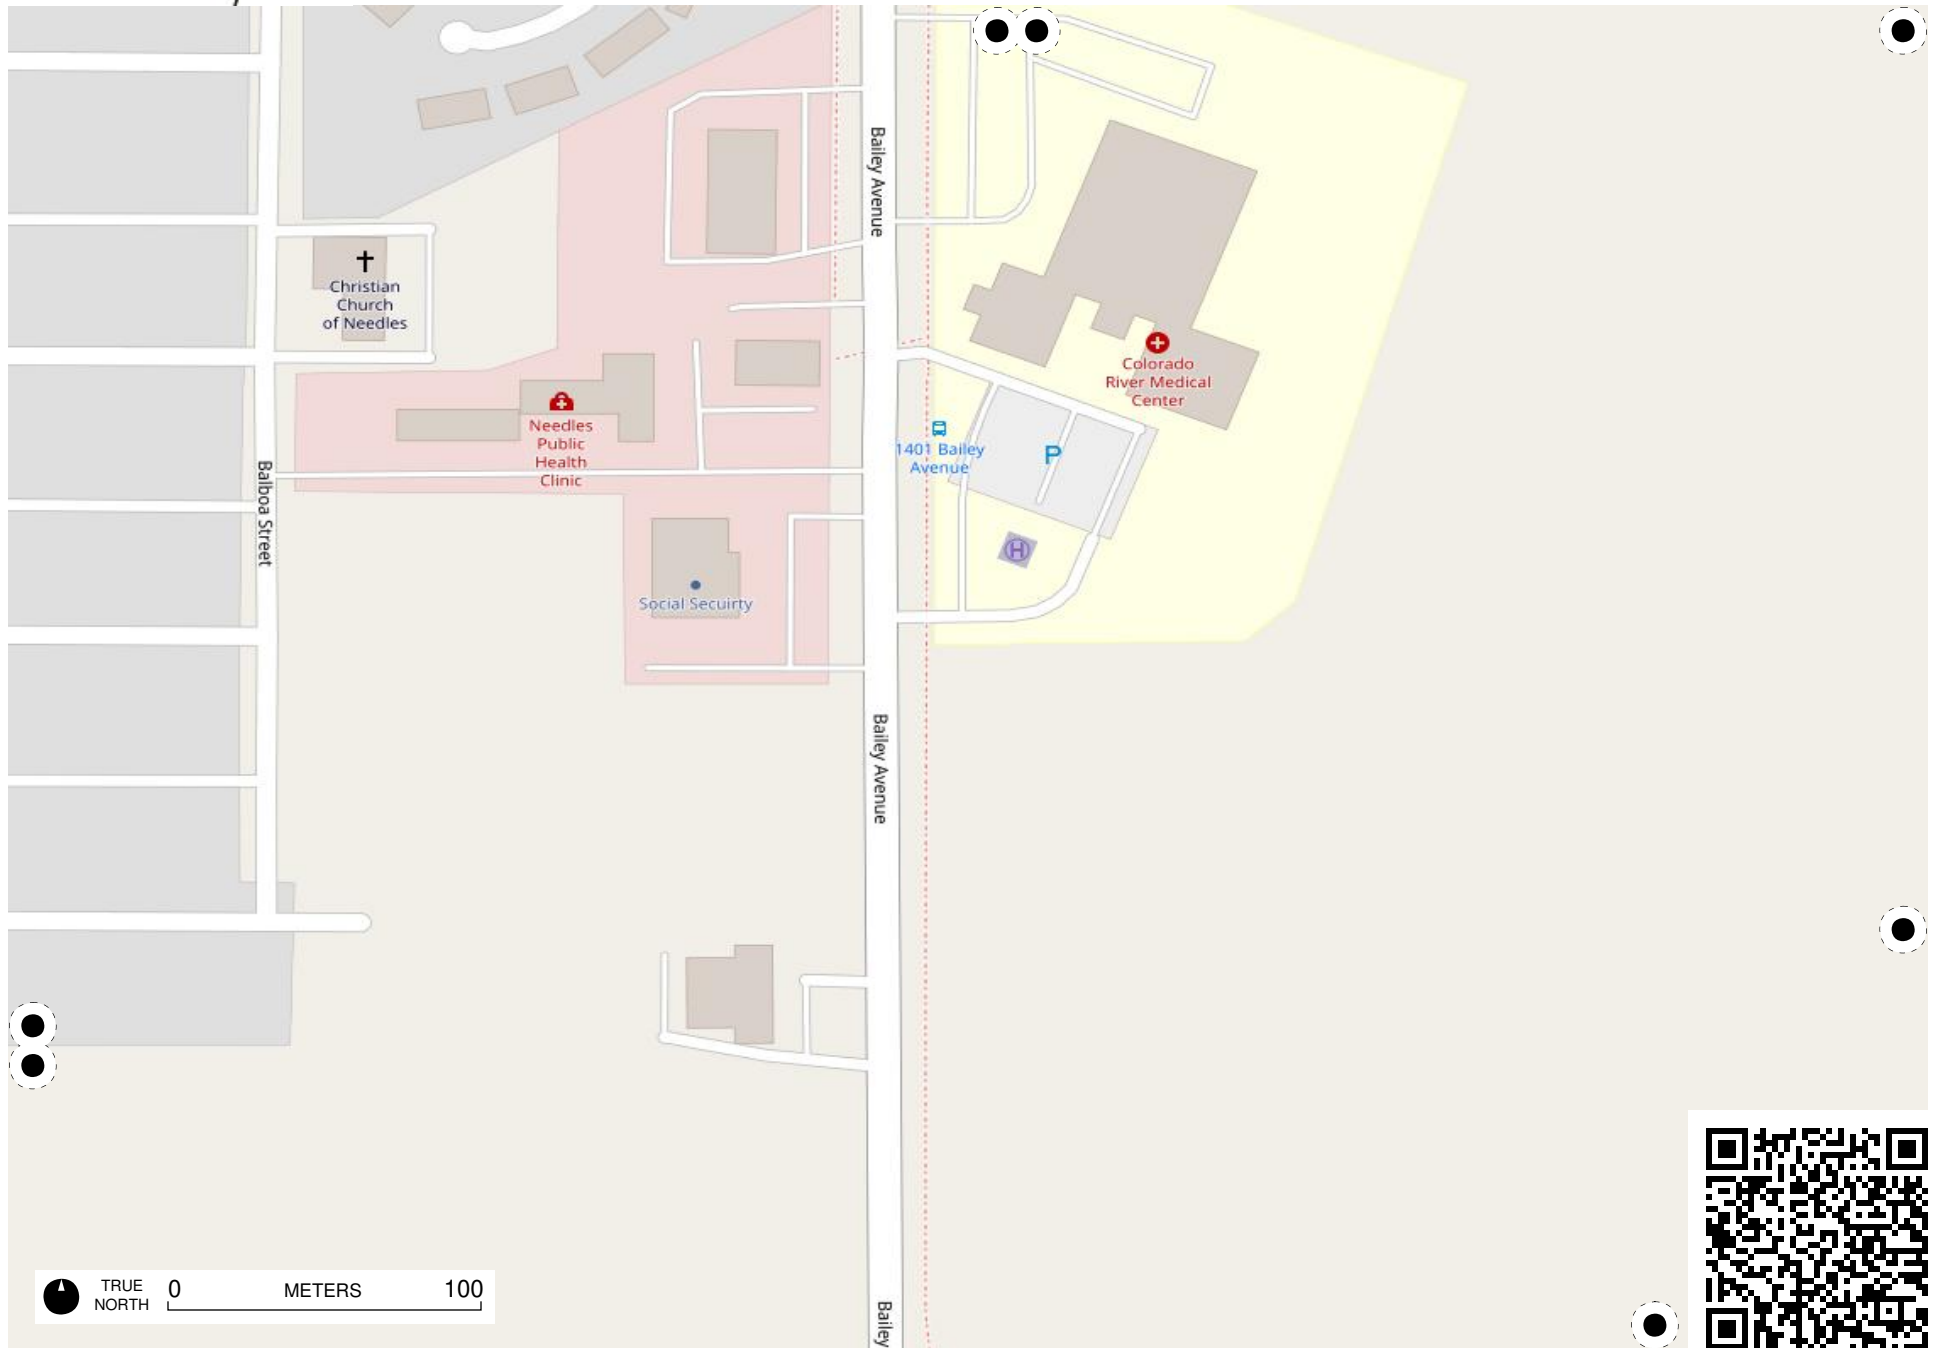 Bailey Avenue
Christian
Church
of Needles
Colorado
River Medical
Center
Needles
Public
Health
Clinic
1401 Bailey
Avenue
P
Balboa Street
H
Social Secuirty
Bailey Avenue
TRUE
NORTH
0 METERS 100
Bailey